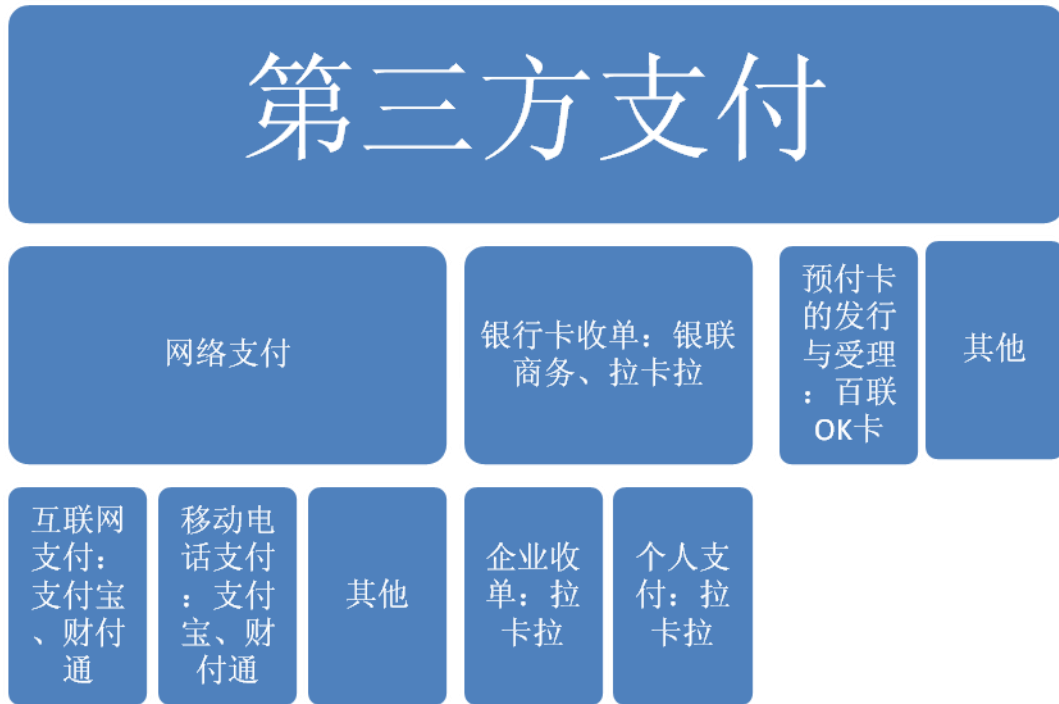 第三方支付
网络支付
银行卡收单：银联
商务、拉卡拉
预付卡
的发行
与受理
：百联
OK卡
其他
互联网
支付：
支付宝
、财付
通
移动电
话支付
：支付
宝、财
付通
其他
企业收
单：拉
卡拉
个人支
付：拉
卡拉